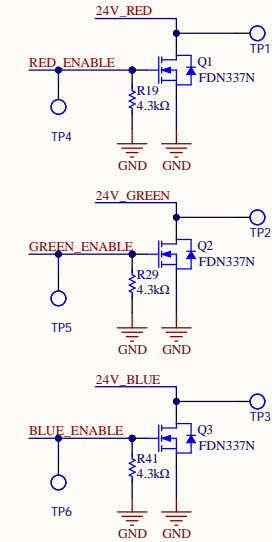 24V_RED
TP1
RED_ENABLE
Q1
FDN337N
R19
4.3kΩ
TP4
GND
GND
24V_GREEN
TP2
GREEN_ENABLE
Q2
FDN337N
R29
4.3kΩ
TP5
GND
GND
24V_BLUE
TP3
BLUE_ENABLE
Q3
FDN337N
R41
4.3kΩ
TP6
GND
GND